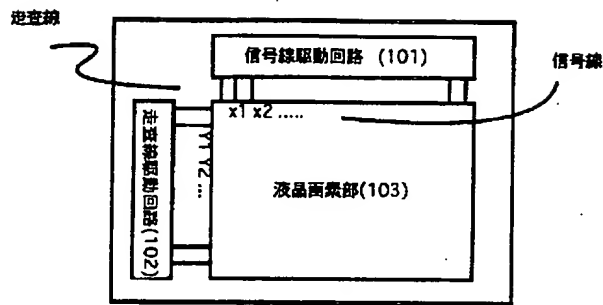 走査線
信号線駆動回路 (101)
信号線
x1 x2 .....
走査線駆動回路(102)
Y1 Y2 ...
液晶画素部(103)